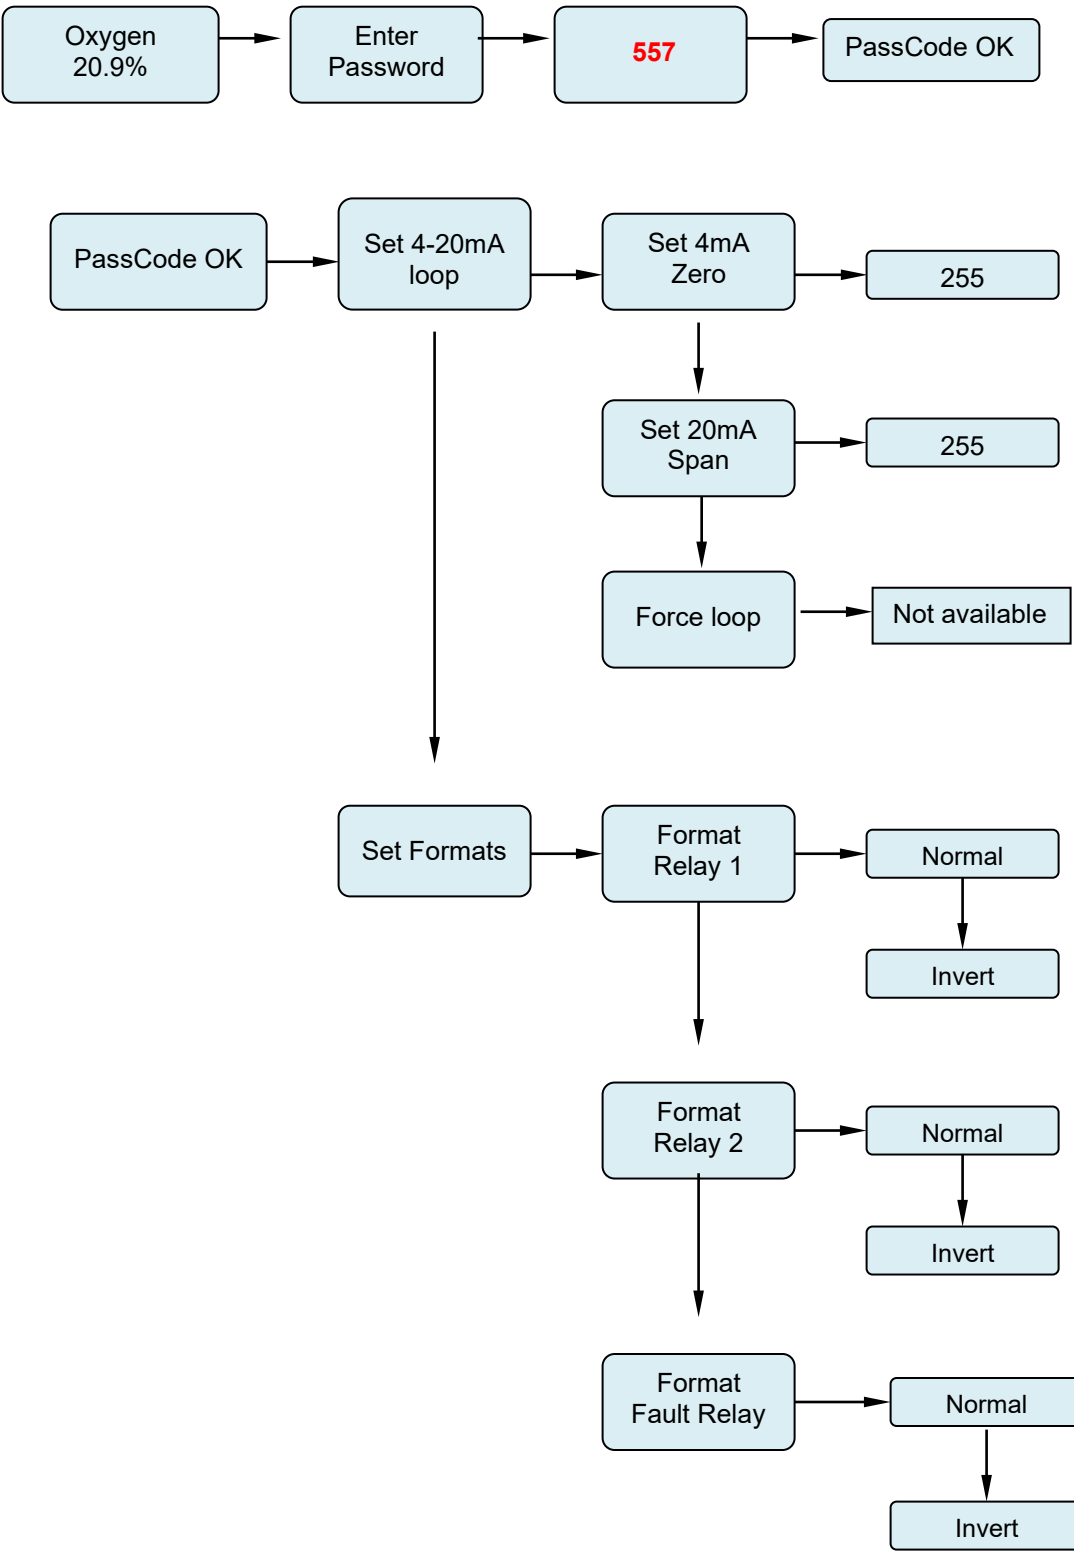 Oxygen
20.9%
Enter
Password
557
PassCode OK
PassCode OK
Set 4-20mA
loop
Set 4mA
Zero
255
Set 20mA
Span
255
Force loop
Not available
Set Formats
Format
Relay 1
Normal
Invert
Format
Relay 2
Normal
Invert
Format
Fault Relay
Normal
Invert